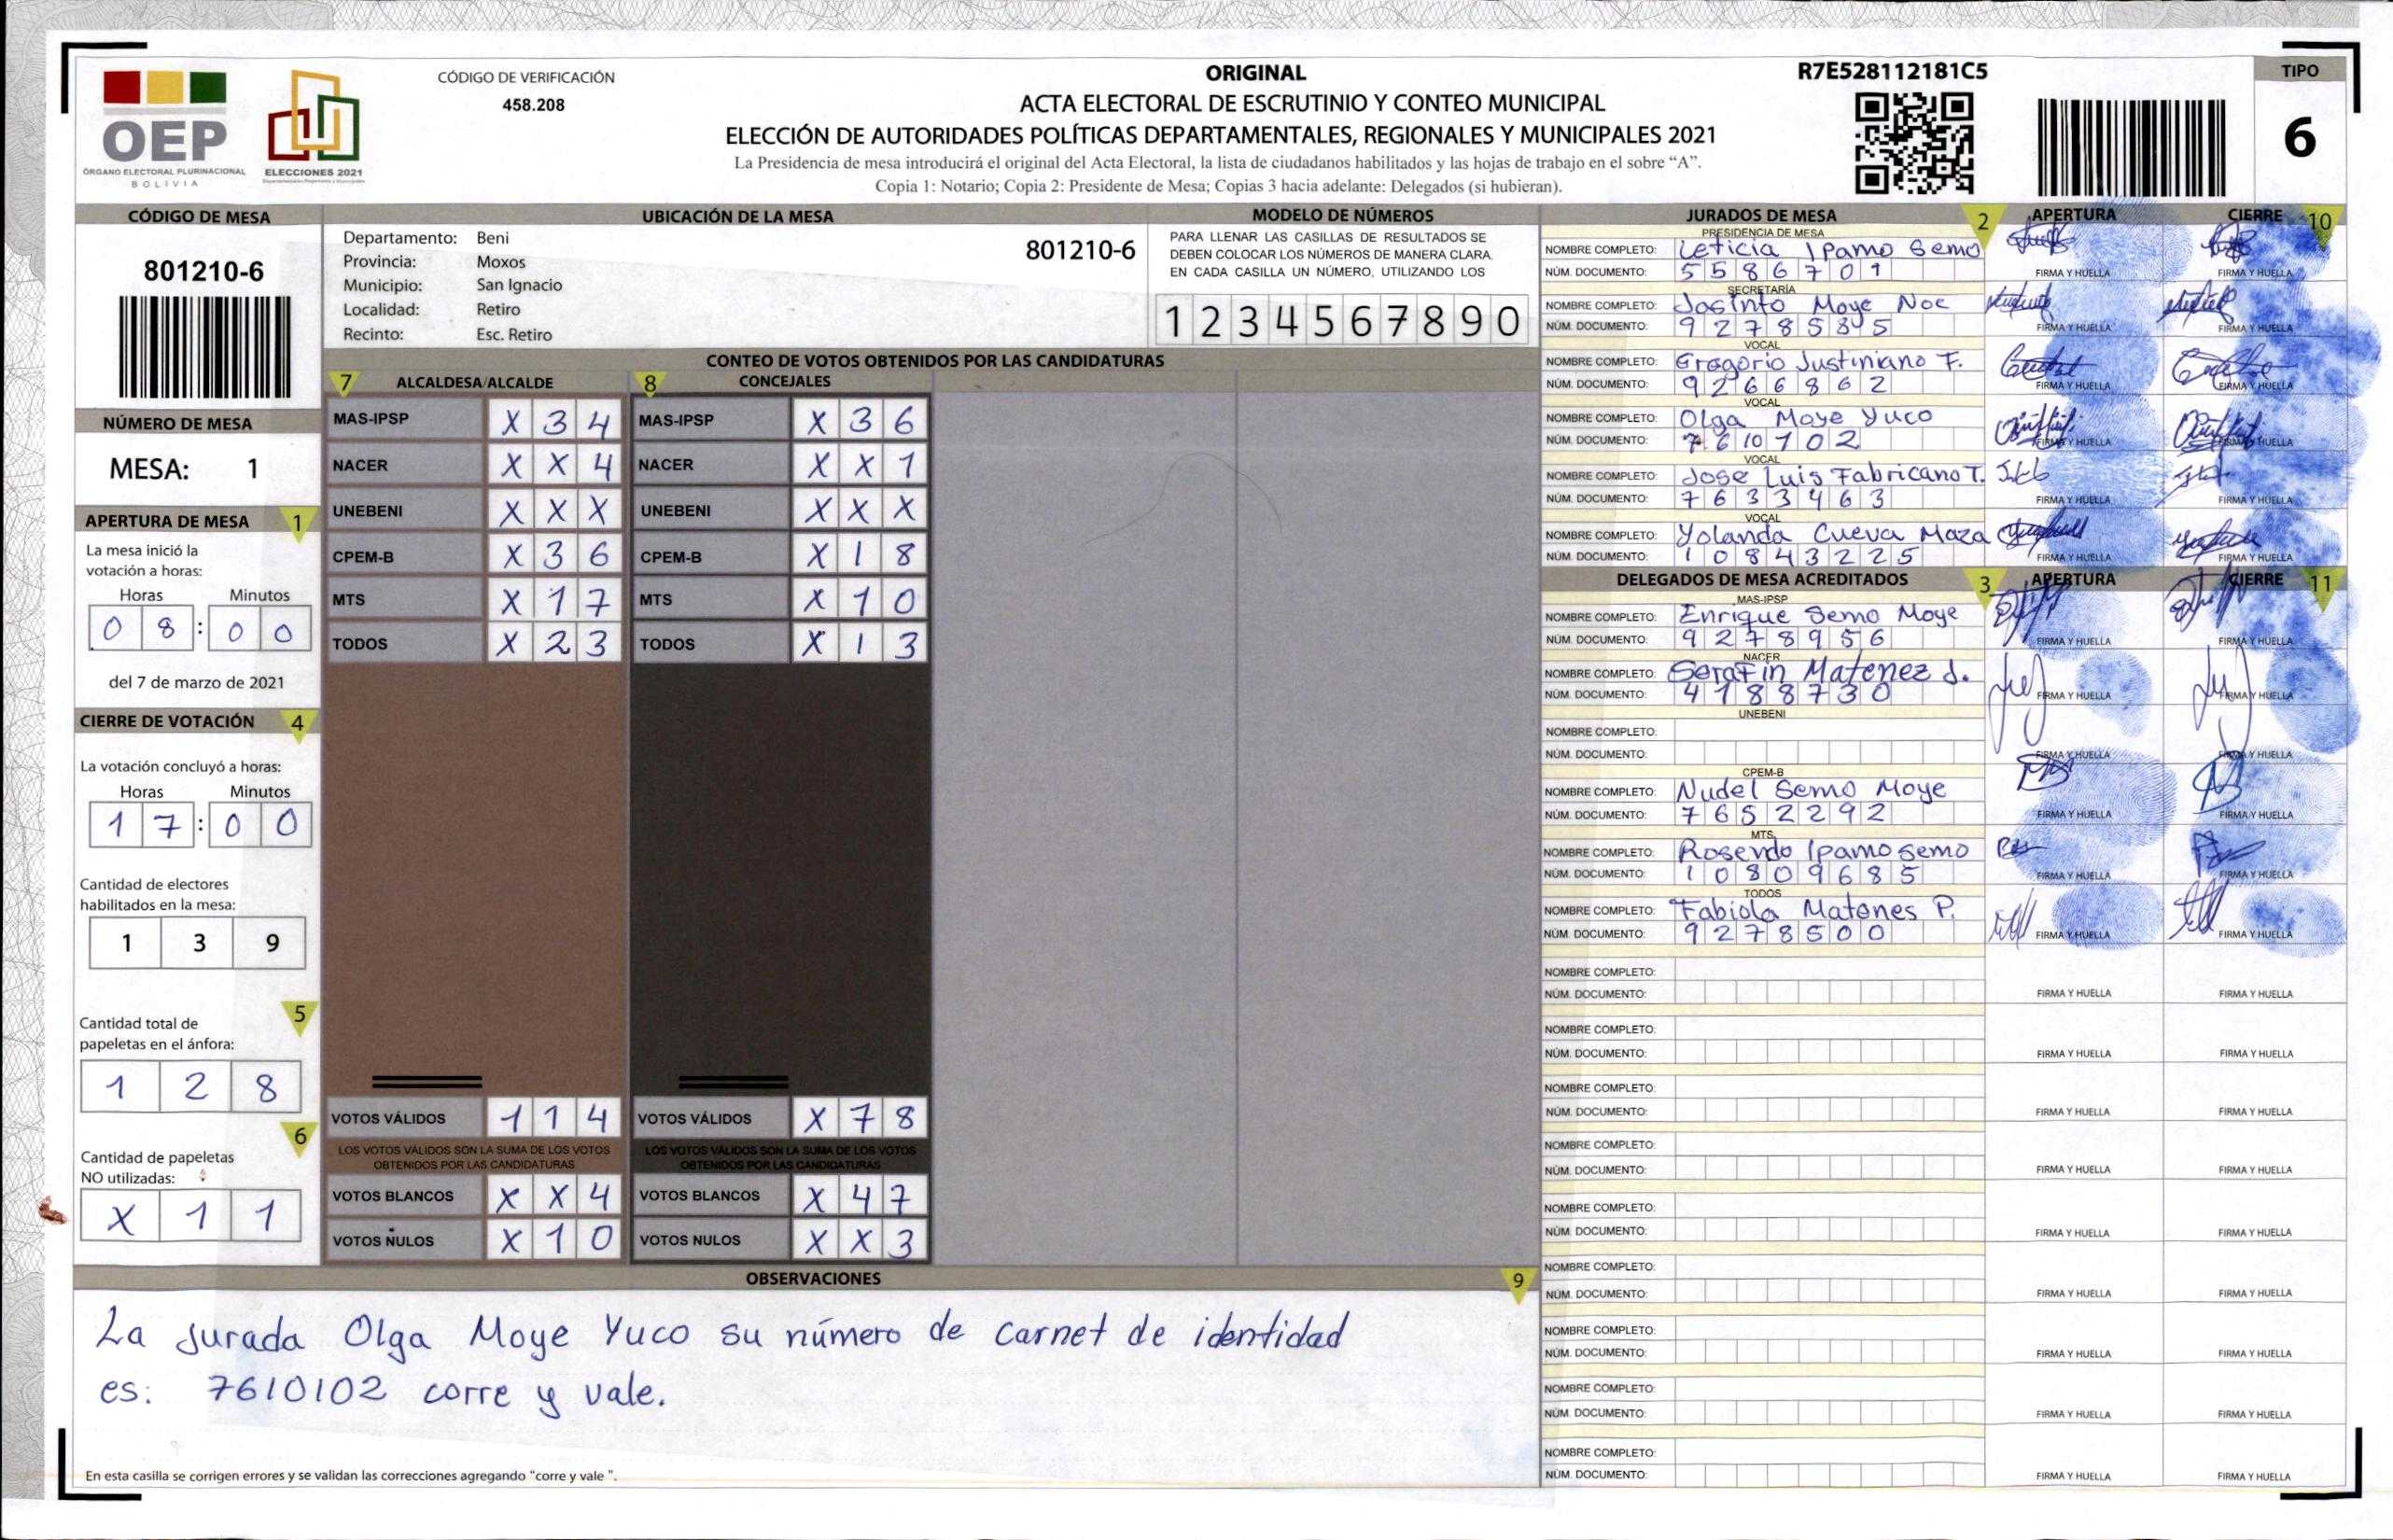 OEP
ÓRGANO ELECTORAL PLURINACIONAL
BOLIVIA
ELECCIONES 2021
CÓDIGO DE VERIFICACIÓN
458.208
ORIGINAL
ACTA ELECTORAL DE ESCRUTINIO Y CONTEO MUNICIPAL
ELECCIÓN DE AUTORIDADES POLÍTICAS DEPARTAMENTALES, REGIONALES Y MUNICIPALES 2021
La Presidencia de mesa introducirá el original del Acta Electoral, la lista de ciudadanos habilitados y las hojas de trabajo en el sobre “A”.
Copia 1: Notario; Copia 2: Presidente de Mesa; Copias 3 hacia adelante: Delegados (si hubieran).
R7E528112181C5
TIPO
6
CÓDIGO DE MESA
801210-6
NÚMERO DE MESA
MESA: 1
APERTURA DE MESA 1
La mesa inició la
votación a horas:
Horas Minutos
0 8 : 0 0
del 7 de marzo de 2021
CIERRE DE VOTACIÓN 4
La votación concluyó a horas:
Horas Minutos
1 7 : 0 0
Cantidad de electores
habilitados en la mesa:
1 3 9
5
Cantidad total de
papeletas en el ánfora:
1 2 8
6
Cantidad de papeletas
NO utilizadas:
X 1 1
UBICACIÓN DE LA MESA
Departamento: Beni
801210-6
Provincia: Moxos
Municipio: San Ignacio
Localidad: Retiro
Recinto: Esc. Retiro
MODELO DE NÚMEROS
PARA LLENAR LAS CASILLAS DE RESULTADOS SE
DEBEN COLOCAR LOS NÚMEROS DE MANERA CLARA.
EN CADA CASILLA UN NÚMERO, UTILIZANDO LOS
1 2 3 4 5 6 7 8 9 0
CONTEO DE VOTOS OBTENIDOS POR LAS CANDIDATURAS
7 ALCALDESA/ALCALDE
MAS-IPSP X 3 4
NACER X X 4
UNEBENI X X X
CPEM-B X 3 6
MTS X 1 7
TODOS X 2 3
VOTOS VÁLIDOS 1 1 4
LOS VOTOS VÁLIDOS SON LA SUMA DE LOS VOTOS
OBTENIDOS POR LAS CANDIDATURAS
VOTOS BLANCOS X X 4
VOTOS NULOS X 1 0
8 CONCEJALES
MAS-IPSP X 3 6
NACER X X 1
UNEBENI X X X
CPEM-B X 1 8
MTS X 1 0
TODOS X 1 3
VOTOS VÁLIDOS X 7 8
LOS VOTOS VÁLIDOS SON LA SUMA DE LOS VOTOS
OBTENIDOS POR LAS CANDIDATURAS
VOTOS BLANCOS X 4 7
VOTOS NULOS X X 3
OBSERVACIONES 9
La jurada Olga Moye Yuco su número de carnet de identidad
es: 7610102 corre y vale.
En esta casilla se corrigen errores y se validan las correcciones agregando “corre y vale ”.
JURADOS DE MESA 2 APERTURA CIERRE 10
PRESIDENCIA DE MESA
NOMBRE COMPLETO: Leticia Ipamo Semo
NÚM. DOCUMENTO: 5586701 FIRMA Y HUELLA FIRMA Y HUELLA
SECRETARÍA
NOMBRE COMPLETO: Jasinto Moye Noe
NÚM. DOCUMENTO: 9278585 FIRMA Y HUELLA FIRMA Y HUELLA
VOCAL
NOMBRE COMPLETO: Gregorio Justiniano F.
NÚM. DOCUMENTO: 9266862 FIRMA Y HUELLA FIRMA Y HUELLA
VOCAL
NOMBRE COMPLETO: Olga Moye Yuco
NÚM. DOCUMENTO: 7610102 FIRMA Y HUELLA FIRMA Y HUELLA
VOCAL
NOMBRE COMPLETO: Jose Luis Fabricano T.
NÚM. DOCUMENTO: 7633463 FIRMA Y HUELLA FIRMA Y HUELLA
VOCAL
NOMBRE COMPLETO: Yolanda Cueva Maza
NÚM. DOCUMENTO: 10843225 FIRMA Y HUELLA FIRMA Y HUELLA
DELEGADOS DE MESA ACREDITADOS 3 APERTURA CIERRE 11
MAS-IPSP
NOMBRE COMPLETO: Enrique Semo Moye
NÚM. DOCUMENTO: 9278956 FIRMA Y HUELLA FIRMA Y HUELLA
NACER
NOMBRE COMPLETO: Serafin Matenez J.
NÚM. DOCUMENTO: 4188730 FIRMA Y HUELLA FIRMA Y HUELLA
UNEBENI
NOMBRE COMPLETO:
NÚM. DOCUMENTO: FIRMA Y HUELLA FIRMA Y HUELLA
CPEM-B
NOMBRE COMPLETO: Nudel Semo Moye
NÚM. DOCUMENTO: 7652292 FIRMA Y HUELLA FIRMA Y HUELLA
MTS
NOMBRE COMPLETO: Rosendo Ipamo semo
NÚM. DOCUMENTO: 10809685 FIRMA Y HUELLA FIRMA Y HUELLA
TODOS
NOMBRE COMPLETO: Fabiola Matenes P.
NÚM. DOCUMENTO: 9278500 FIRMA Y HUELLA FIRMA Y HUELLA
NOMBRE COMPLETO:
NÚM. DOCUMENTO: FIRMA Y HUELLA FIRMA Y HUELLA
NOMBRE COMPLETO:
NÚM. DOCUMENTO: FIRMA Y HUELLA FIRMA Y HUELLA
NOMBRE COMPLETO:
NÚM. DOCUMENTO: FIRMA Y HUELLA FIRMA Y HUELLA
NOMBRE COMPLETO:
NÚM. DOCUMENTO: FIRMA Y HUELLA FIRMA Y HUELLA
NOMBRE COMPLETO:
NÚM. DOCUMENTO: FIRMA Y HUELLA FIRMA Y HUELLA
NOMBRE COMPLETO:
NÚM. DOCUMENTO: FIRMA Y HUELLA FIRMA Y HUELLA
NOMBRE COMPLETO:
NÚM. DOCUMENTO: FIRMA Y HUELLA FIRMA Y HUELLA
NOMBRE COMPLETO:
NÚM. DOCUMENTO: FIRMA Y HUELLA FIRMA Y HUELLA
NOMBRE COMPLETO:
NÚM. DOCUMENTO: FIRMA Y HUELLA FIRMA Y HUELLA